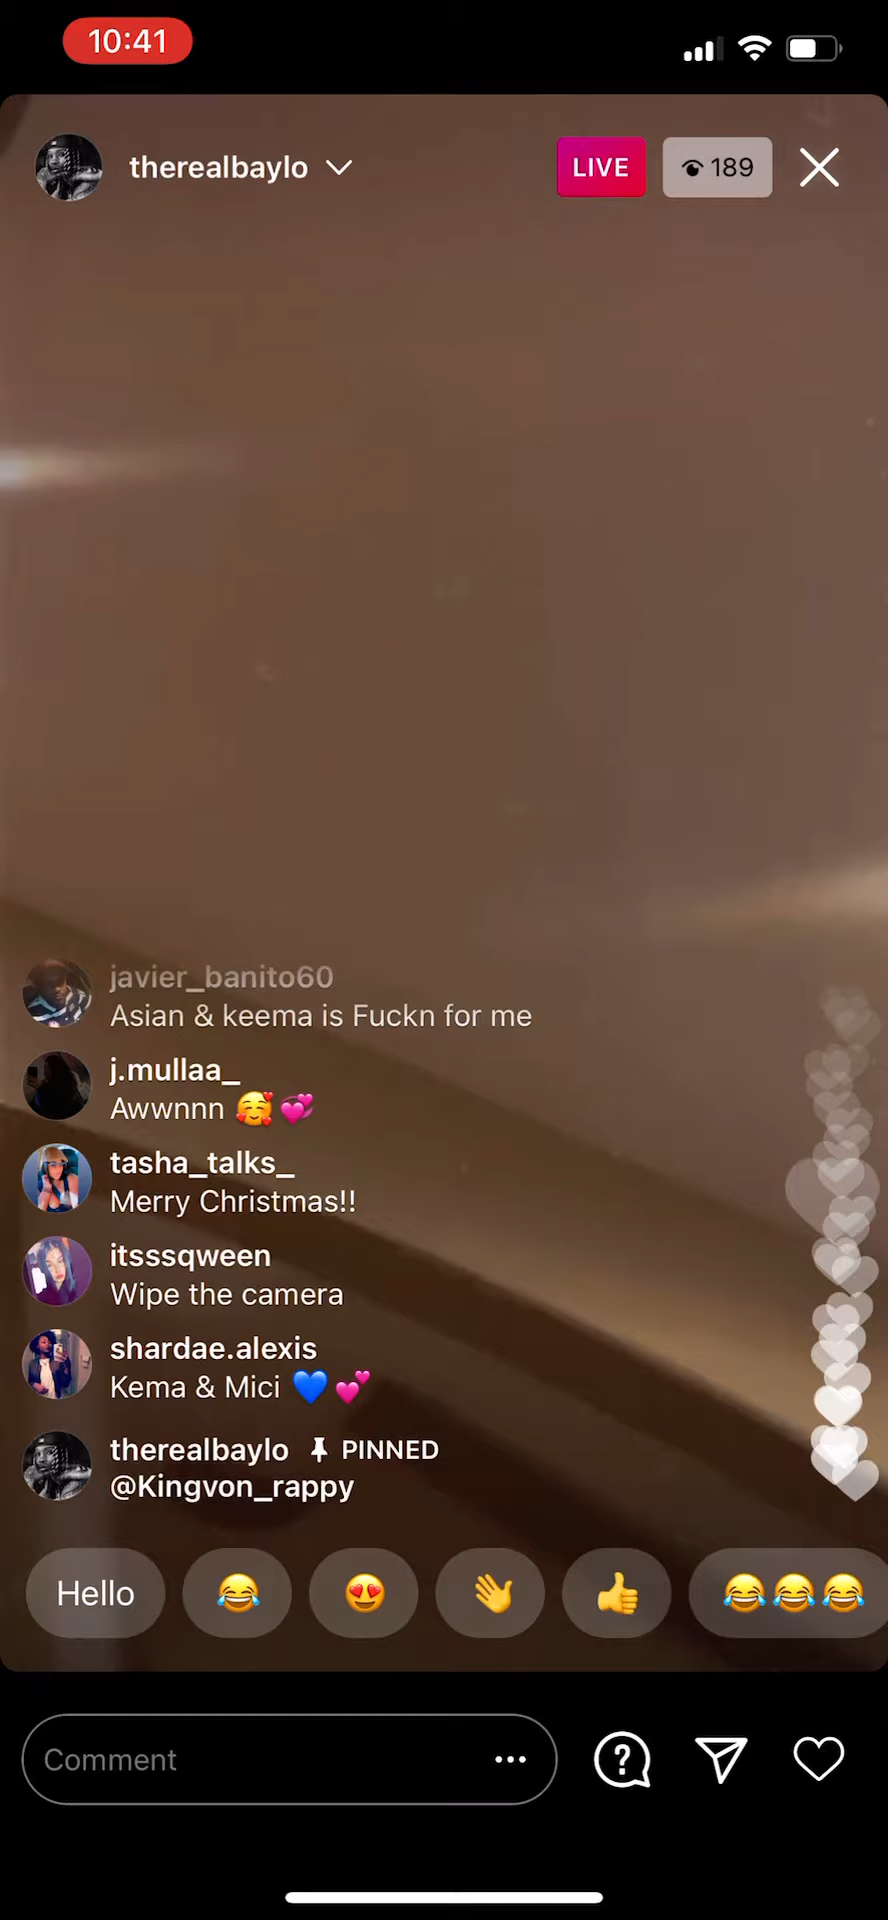 10:41
therealbaylo
LIVE
189
javier_banito60
Asian & keema is Fuckn for me
j.mullaa_
Awwnnn 🥰 💞
tasha_talks_
Merry Christmas!!
itsssqween
Wipe the camera
shardae.alexis
Kema & Mici 💙 💕
therealbaylo PINNED
@Kingvon_rappy
Hello 😂 😍 👋 👍 😂😂😂
Comment